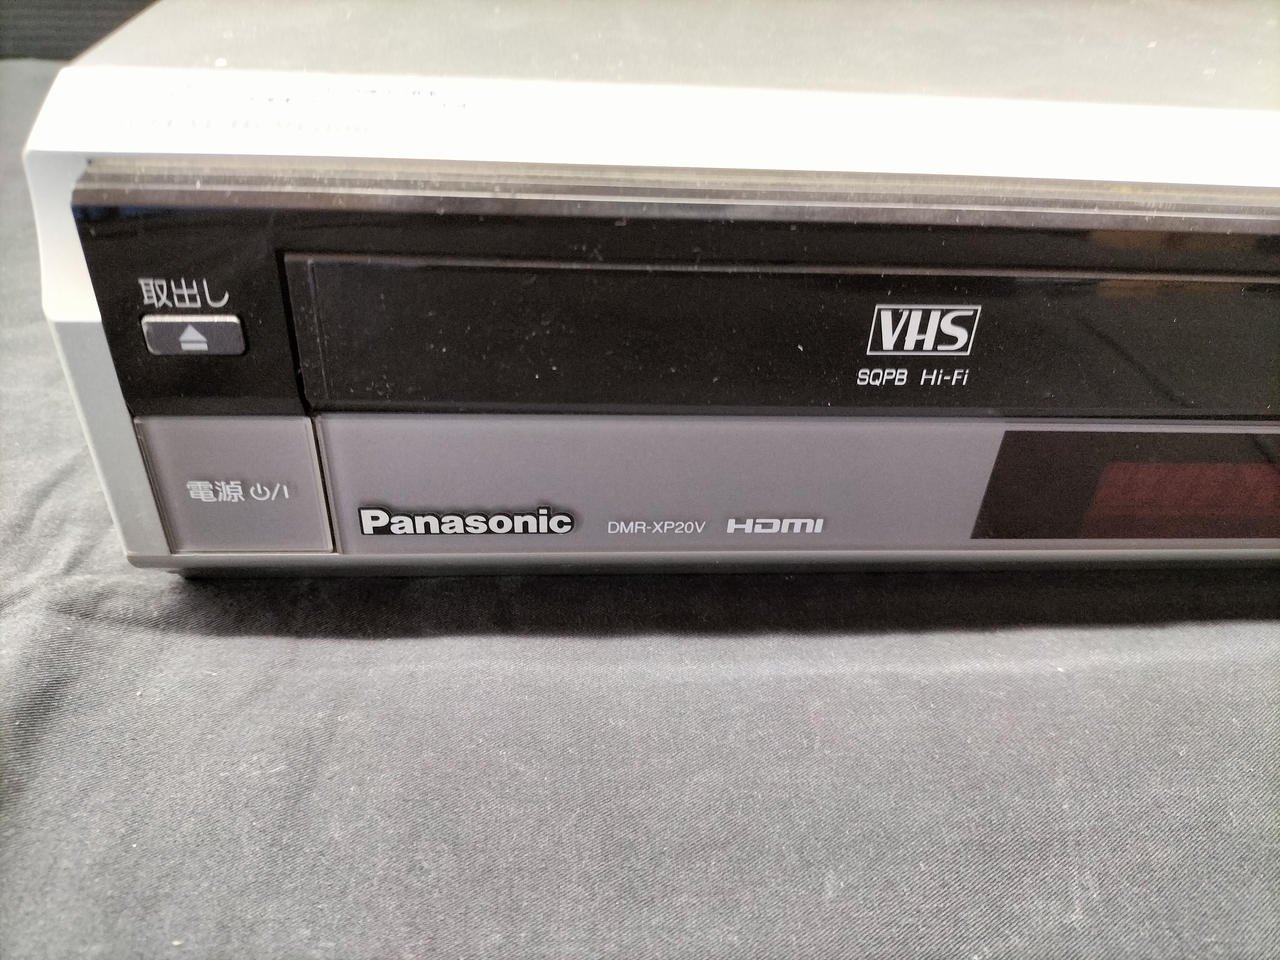 取出し
VHS
SQPB Hi-Fi
電源 ⏻/I
Panasonic DMR-XP20V HDMI